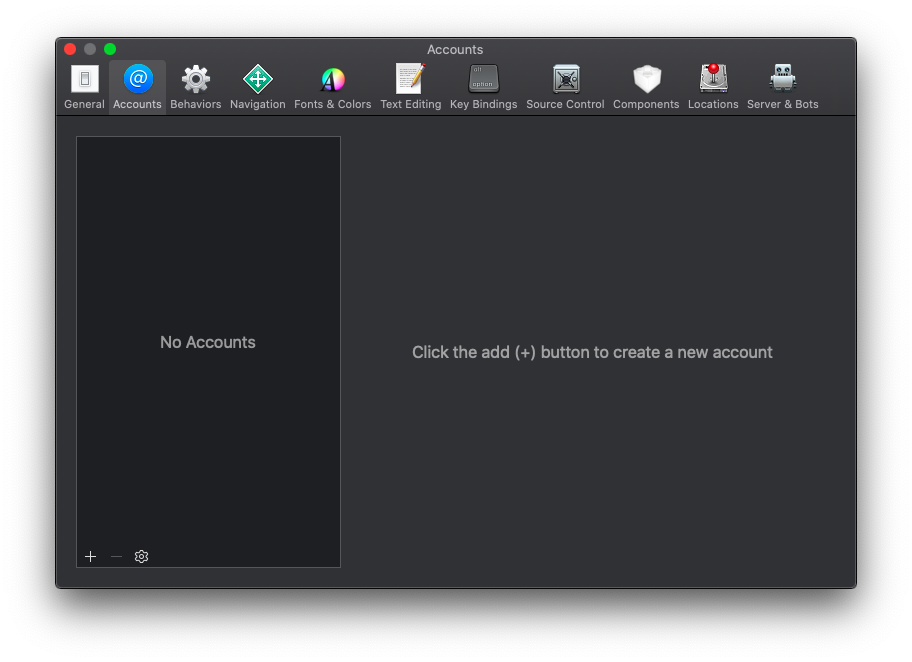 Accounts
General Accounts Behaviors Navigation Fonts & Colors Text Editing Key Bindings Source Control Components Locations Server & Bots
No Accounts
Click the add (+) button to create a new account